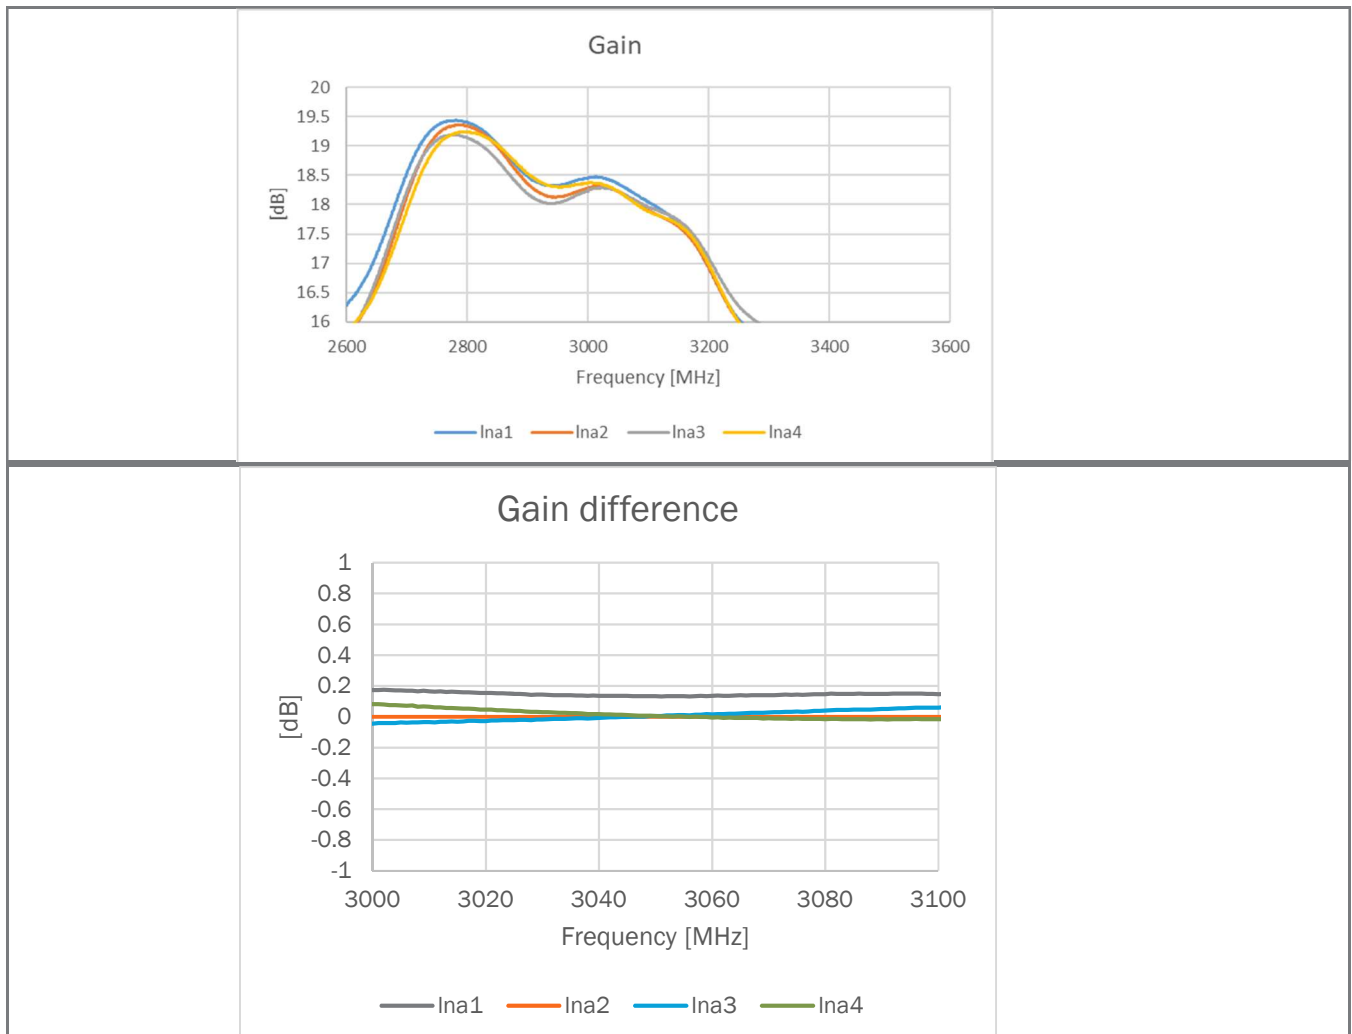 Gain
20
19.5
19
18.5
18
17.5
17
16.5
16
[dB]
2600 2800 3000 3200 3400 3600
Frequency [MHz]
lna1 lna2 lna3 lna4
Gain difference
1
0.8
0.6
0.4
0.2
0
-0.2
-0.4
-0.6
-0.8
-1
[dB]
3000 3020 3040 3060 3080 3100
Frequency [MHz]
lna1 lna2 lna3 lna4